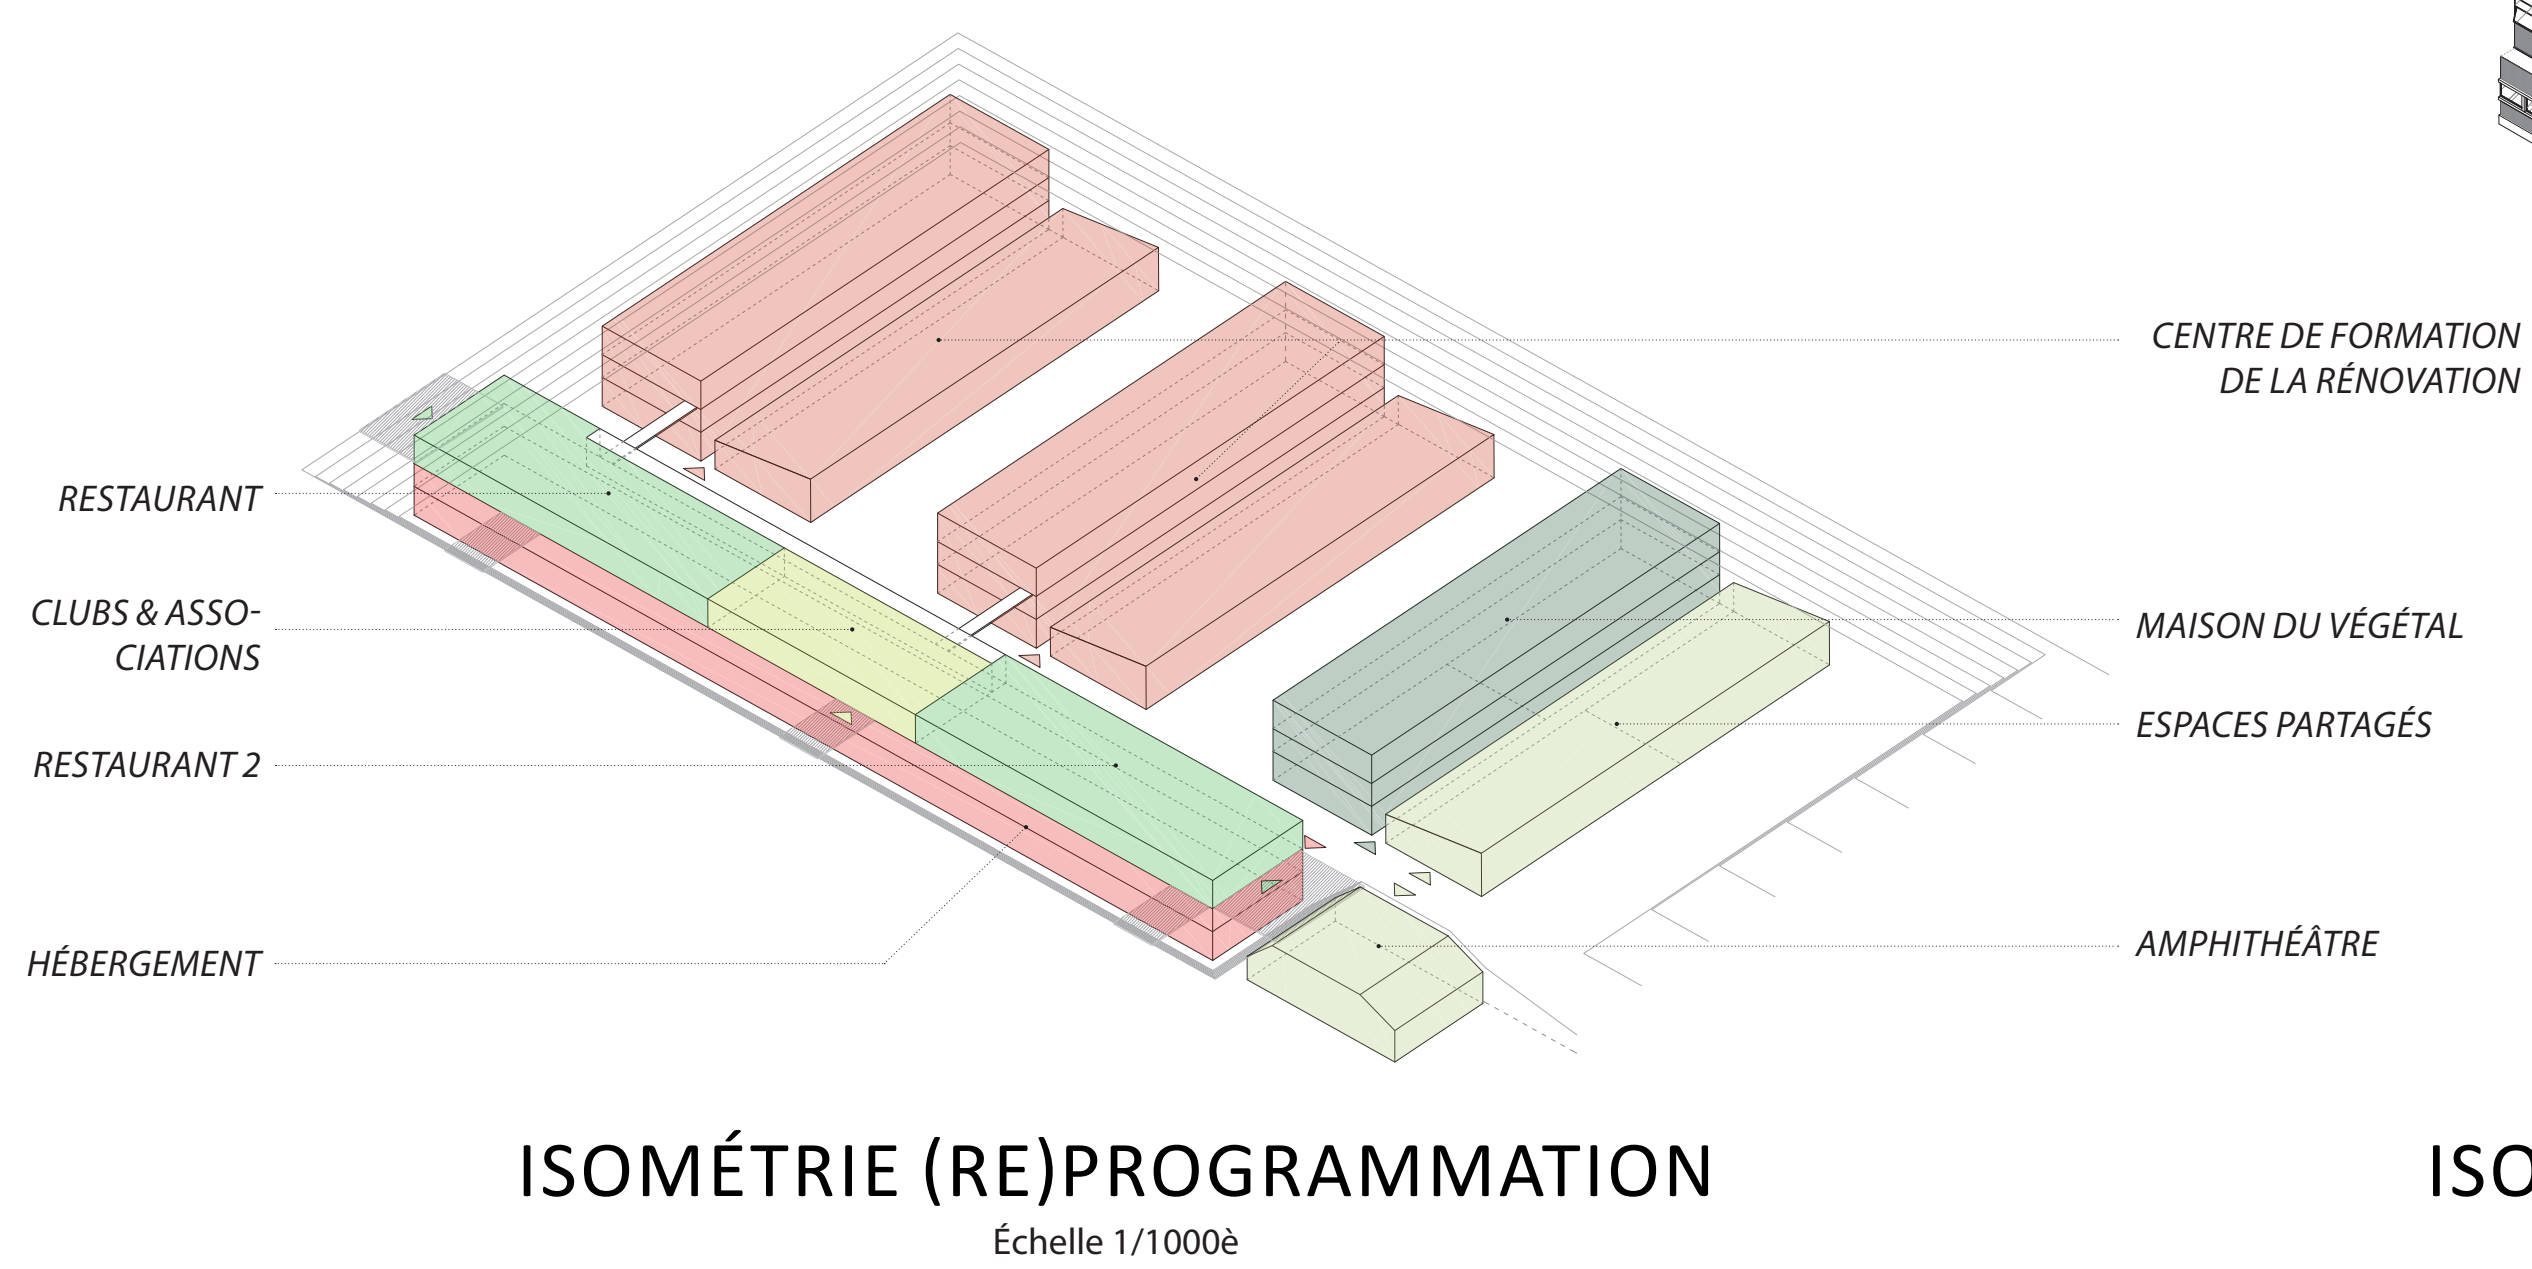 RESTAURANT
CLUBS & ASSO-
CIATIONS
RESTAURANT 2
HÉBERGEMENT
CENTRE DE FORMATION
DE LA RÉNOVATION
MAISON DU VÉGÉTAL
ESPACES PARTAGÉS
AMPHITHÉÂTRE
ISOMÉTRIE (RE)PROGRAMMATION
Échelle 1/1000è
ISO